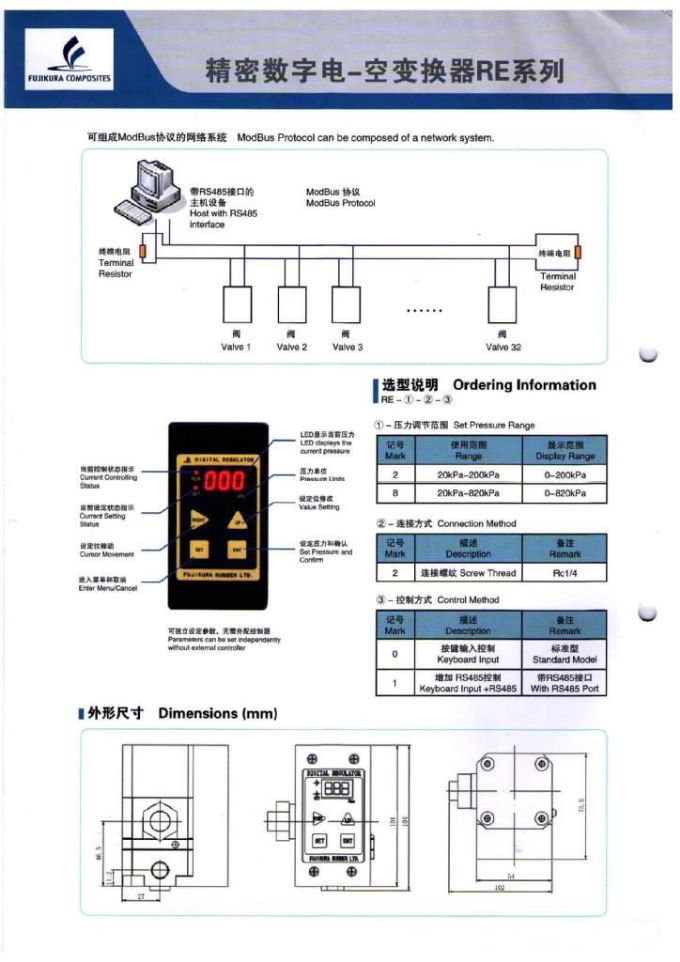 FUJIKURA COMPOSITES
精密数字电-空变换器RE系列
可组成ModBus协议的网络系统 ModBus Protocol can be composed of a network system.
带RS485接口的
主机设备
Host with RS485
interface
ModBus 协议
ModBus Protocol
终端电阻
Terminal
Resistor
终端电阻
Terminal
Resistor
阀
Valve 1
阀
Valve 2
阀
Valve 3
......
阀
Valve 32
选型说明 Ordering Information
RE - ① - ② - ③
① - 压力调节范围 Set Pressure Range
记号 使用范围 显示范围
Mark Range Display Range
2 20kPa~200kPa 0~200kPa
8 20kPa~820kPa 0~820kPa
② - 连接方式 Connection Method
记号 描述 备注
Mark Description Remark
2 连接螺纹 Screw Thread Rc1/4
③ - 控制方式 Control Method
记号 描述 备注
Mark Description Remark
0 按键输入控制 标准型
Keyboard Input Standard Model
1 增加 RS485控制 带RS485接口
Keyboard Input +RS485 With RS485 Port
LED显示当前压力
LED displays the
current pressure
压力单位
Pressure Units
设定位修改
Value Setting
设定压力和确认
Set Pressure and
Confirm
当前控制状态指示
Current Controlling
Status
当前设定状态指示
Current Setting
Status
设定位移动
Cursor Movement
进入菜单和取消
Enter Menu/Cancel
DIGITAL REGULATOR
000
RIGHT
UP
SET
ENT
FUJIKURA RUBBER LTD.
可独立设定参数，无需外配控制器
Parameters can be set independently
without external controller
外形尺寸 Dimensions (mm)
46.5
11.2
27
DIGITAL REGULATOR
888
UP
SET
ENT
FUJIKURA RUBBER LTD.
101
54
102